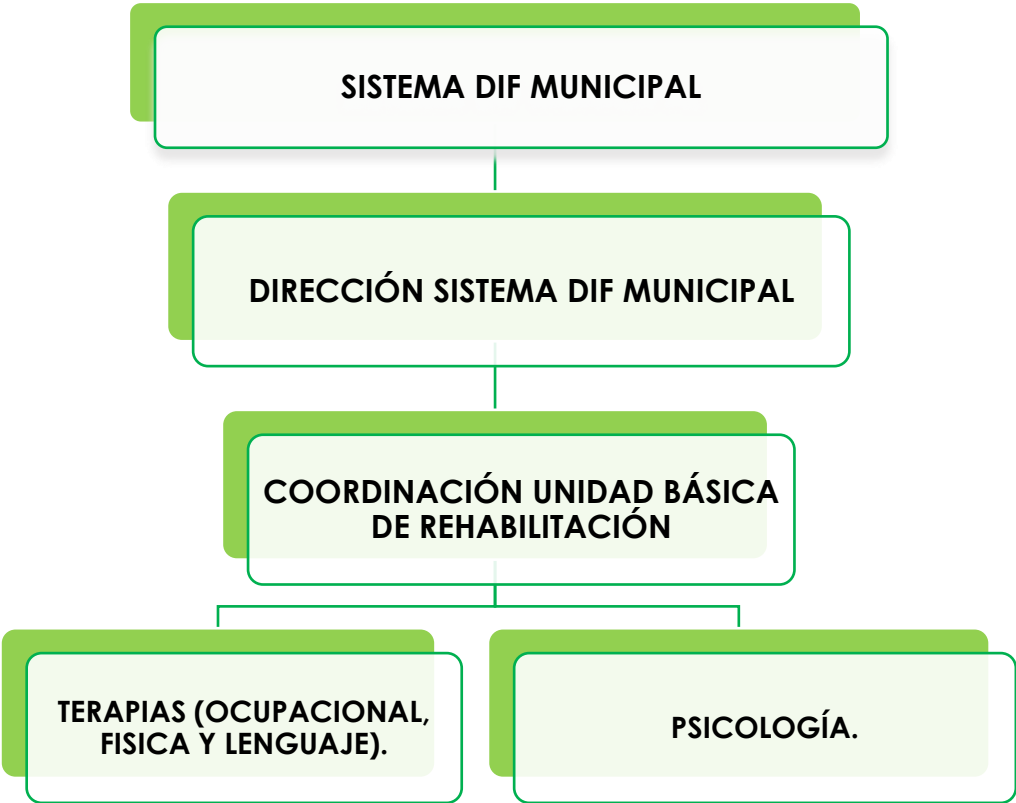 SISTEMA DIF MUNICIPAL
DIRECCIÓN SISTEMA DIF MUNICIPAL
COORDINACIÓN UNIDAD BÁSICA
DE REHABILITACIÓN
TERAPIAS (OCUPACIONAL,
FISICA Y LENGUAJE).
PSICOLOGÍA.